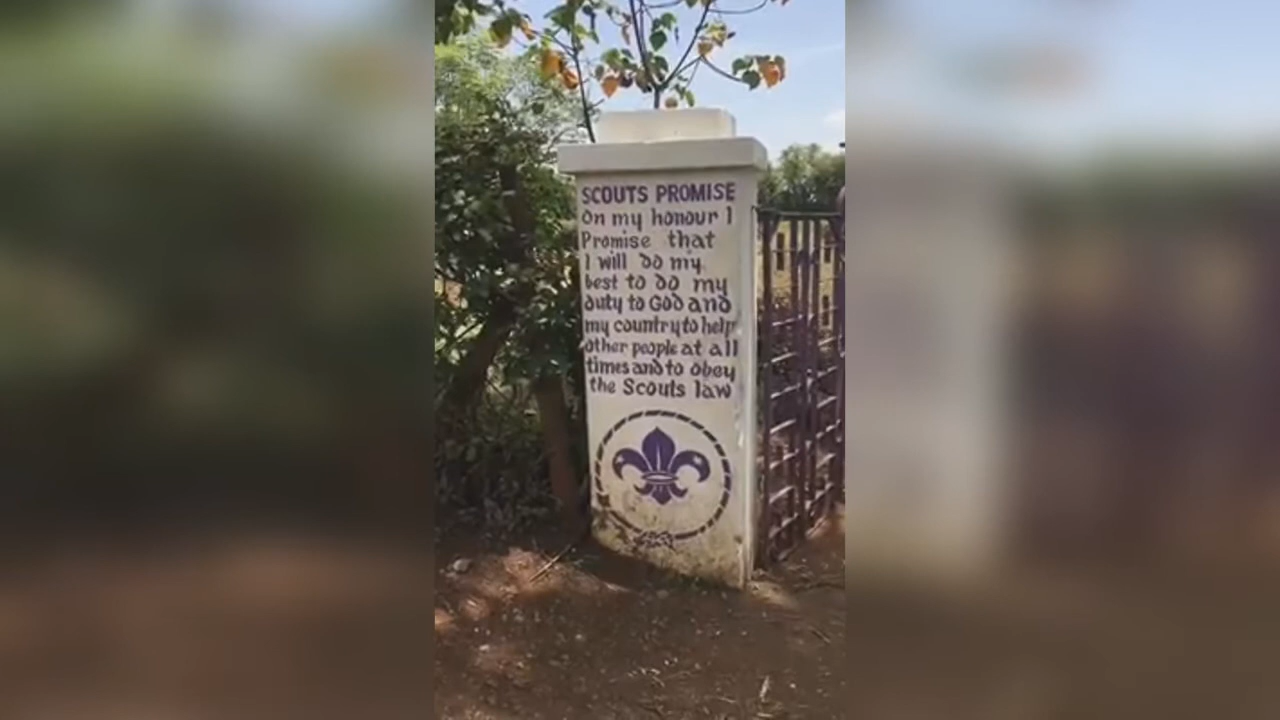 SCOUTS PROMISE
On my honour I
Promise that
I will do my
best to do my
duty to God and
my country to help
other people at all
times and to obey
the Scouts law